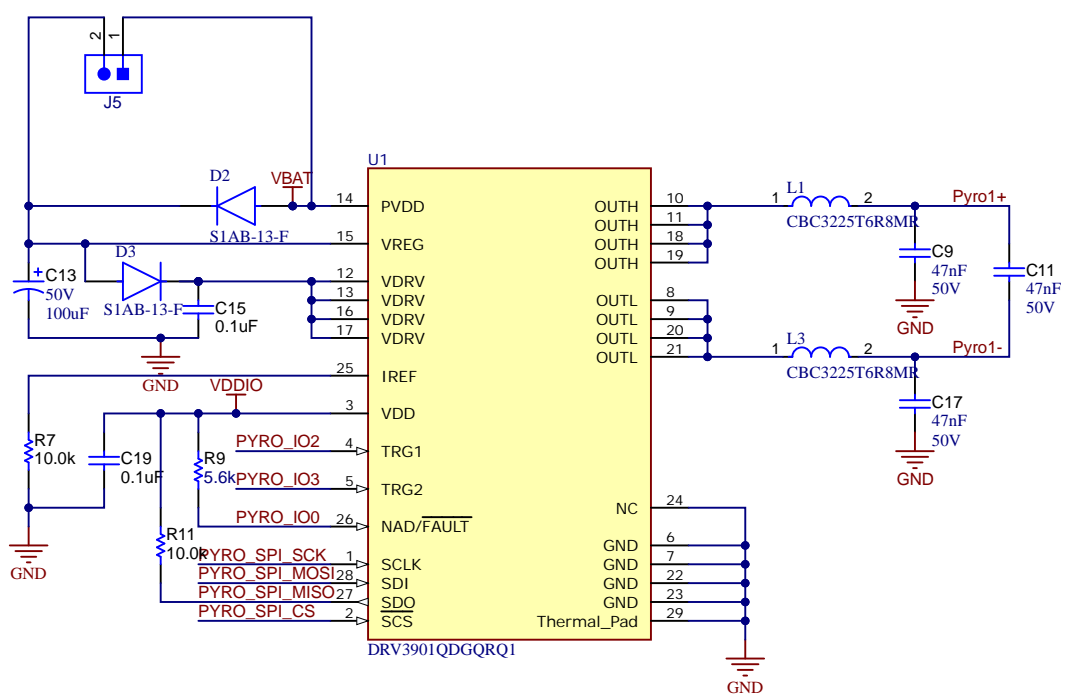 2
1
J5
U1
D2
VBAT
14
PVDD
S1AB-13-F
15
VREG
D3
C13
50V
100uF
+
S1AB-13-F
C15
0.1uF
12
VDRV
13
VDRV
16
VDRV
17
VDRV
GND
25
IREF
VDDIO
3
VDD
R7
10.0k
C19
0.1uF
R9
5.6k
PYRO_IO2
4
TRG1
PYRO_IO3
5
TRG2
PYRO_IO0
26
NAD/FAULT
R11
10.0k
GND
PYRO_SPI_SCK
1
SCLK
PYRO_SPI_MOSI
28
SDI
PYRO_SPI_MISO
27
SDO
PYRO_SPI_CS
2
SCS
DRV3901QDGQRQ1
OUTH
10
OUTH
11
OUTH
18
OUTH
19
OUTL
8
OUTL
9
OUTL
20
OUTL
21
NC
24
GND
6
GND
7
GND
22
GND
23
Thermal_Pad
29
GND
1
L1
2
CBC3225T6R8MR
Pyro1+
C9
47nF
50V
GND
C11
47nF
50V
1
L3
2
CBC3225T6R8MR
Pyro1-
C17
47nF
50V
GND